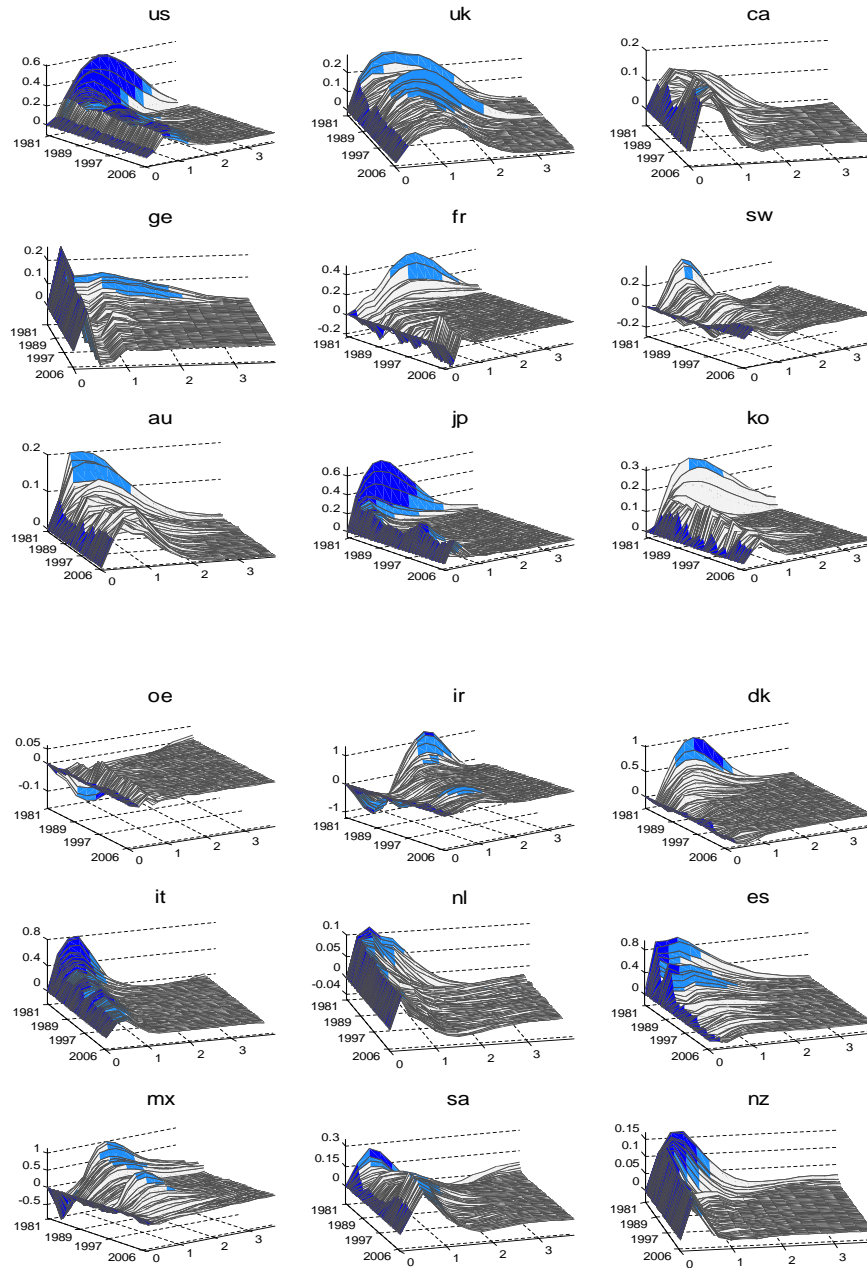 us uk ca
0.6 0.4 0.2 0 1981 1989 1997 2006 0 1 2 3
0.2 0.1 0 1981 1989 1997 2006 0 1 2 3
0.2 0.1 0 1981 1989 1997 2006 0 1 2 3
ge fr sw
0.2 0.1 0 1981 1989 1997 2006 0 1 2 3
0.4 0.2 0 -0.2 1981 1989 1997 2006 0 1 2 3
0.2 0 -0.2 1981 1989 1997 2006 0 1 2 3
au jp ko
0.2 0.1 0 1981 1989 1997 2006 0 1 2 3
0.6 0.4 0.2 0 1981 1989 1997 2006 0 1 2 3
0.3 0.2 0.1 0 1981 1989 1997 2006 0 1 2 3
oe ir dk
0.05 0 -0.1 1981 1989 1997 2006 0 1 2 3
1 0 -1 1981 1989 1997 2006 0 1 2 3
1 0.5 0 1981 1989 1997 2006 0 1 2 3
it nl es
0.8 0.4 0 1981 1989 1997 2006 0 1 2 3
0.1 0.05 0 -0.04 1981 1989 1997 2006 0 1 2 3
0.8 0.4 0 1981 1989 1997 2006 0 1 2 3
mx sa nz
1 0.5 0 -0.5 1981 1989 1997 2006 0 1 2 3
0.3 0.15 0 1981 1989 1997 2006 0 1 2 3
0.15 0.1 0.05 0 1981 1989 1997 2006 0 1 2 3